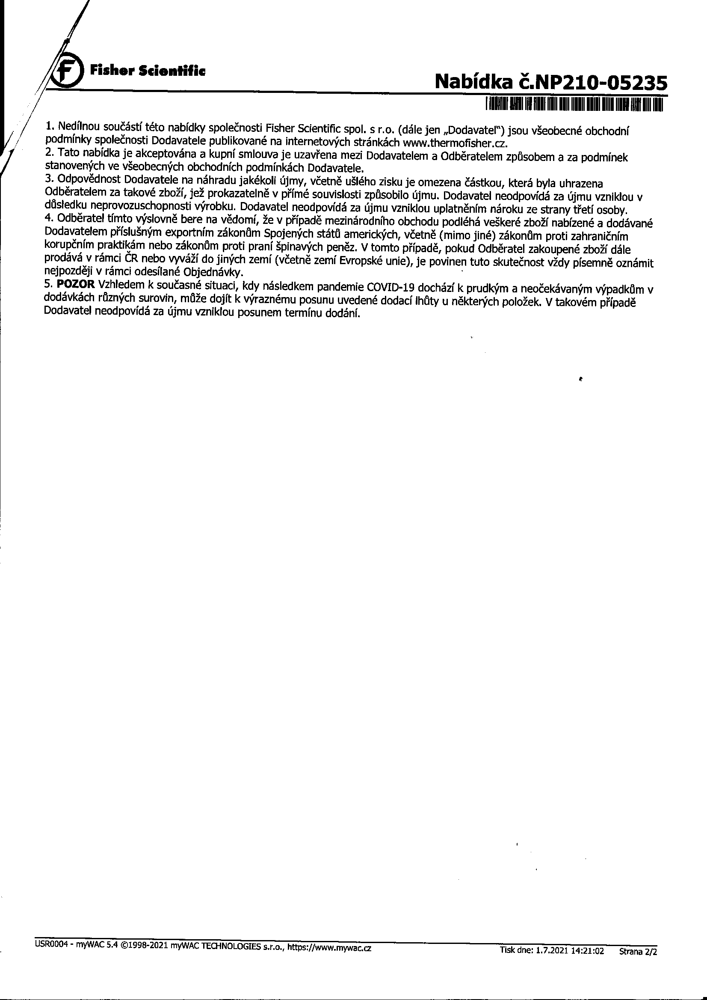 Fisher Scientific
Nabídka č.NP210-05235
1. Nedílnou součástí této nabídky společnosti Fisher Scientific spol. s r.o. (dále jen „Dodavatel“) jsou všeobecné obchodní
podmínky společnosti Dodavatele publikované na internetových stránkách www.thermofisher.cz.
2. Tato nabídka je akceptována a kupní smlouva je uzavřena mezi Dodavatelem a Odběratelem způsobem a za podmínek
stanovených ve všeobecných obchodních podmínkách Dodavatele.
3. Odpovědnost Dodavatele na náhradu jakékoli újmy, včetně ušlého zisku je omezena částkou, která byla uhrazena
Odběratelem za takové zboží, jež prokazatelně v přímé souvislosti způsobilo újmu. Dodavatel neodpovídá za újmu vzniklou v
důsledku neprovozuschopnosti výrobku. Dodavatel neodpovídá za újmu vzniklou uplatněním nároku ze strany třetí osoby.
4. Odběratel tímto výslovně bere na vědomí, že v případě mezinárodního obchodu podléhá veškeré zboží nabízené a dodávané
Dodavatelem příslušným exportním zákonům Spojených států amerických, včetně (mimo jiné) zákonům proti zahraničním
korupčním praktikám nebo zákonům proti praní špinavých peněz. V tomto případě, pokud Odběratel zakoupené zboží dále
prodává v rámci ČR nebo vyváží do jiných zemí (včetně zemí Evropské unie), je povinen tuto skutečnost vždy písemně oznámit
nejpozději v rámci odesílané Objednávky.
5. POZOR Vzhledem k současné situaci, kdy následkem pandemie COVID-19 dochází k prudkým a neočekávaným výpadkům v
dodávkách různých surovin, může dojít k výraznému posunu uvedené dodací lhůty u některých položek. V takovém případě
Dodavatel neodpovídá za újmu vzniklou posunem termínu dodání.
USR0004 - myWAC 5.4 ©1998-2021 myWAC TECHNOLOGIES s.r.o., https://www.mywac.cz
Tisk dne: 1.7.2021 14:21:02 Strana 2/2